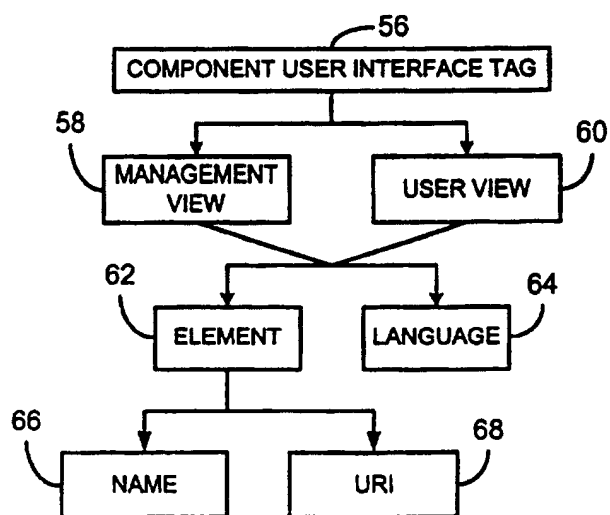 56
COMPONENT USER INTERFACE TAG
58
60
MANAGEMENT
VIEW
USER VIEW
62
64
ELEMENT
LANGUAGE
66
68
NAME
URI